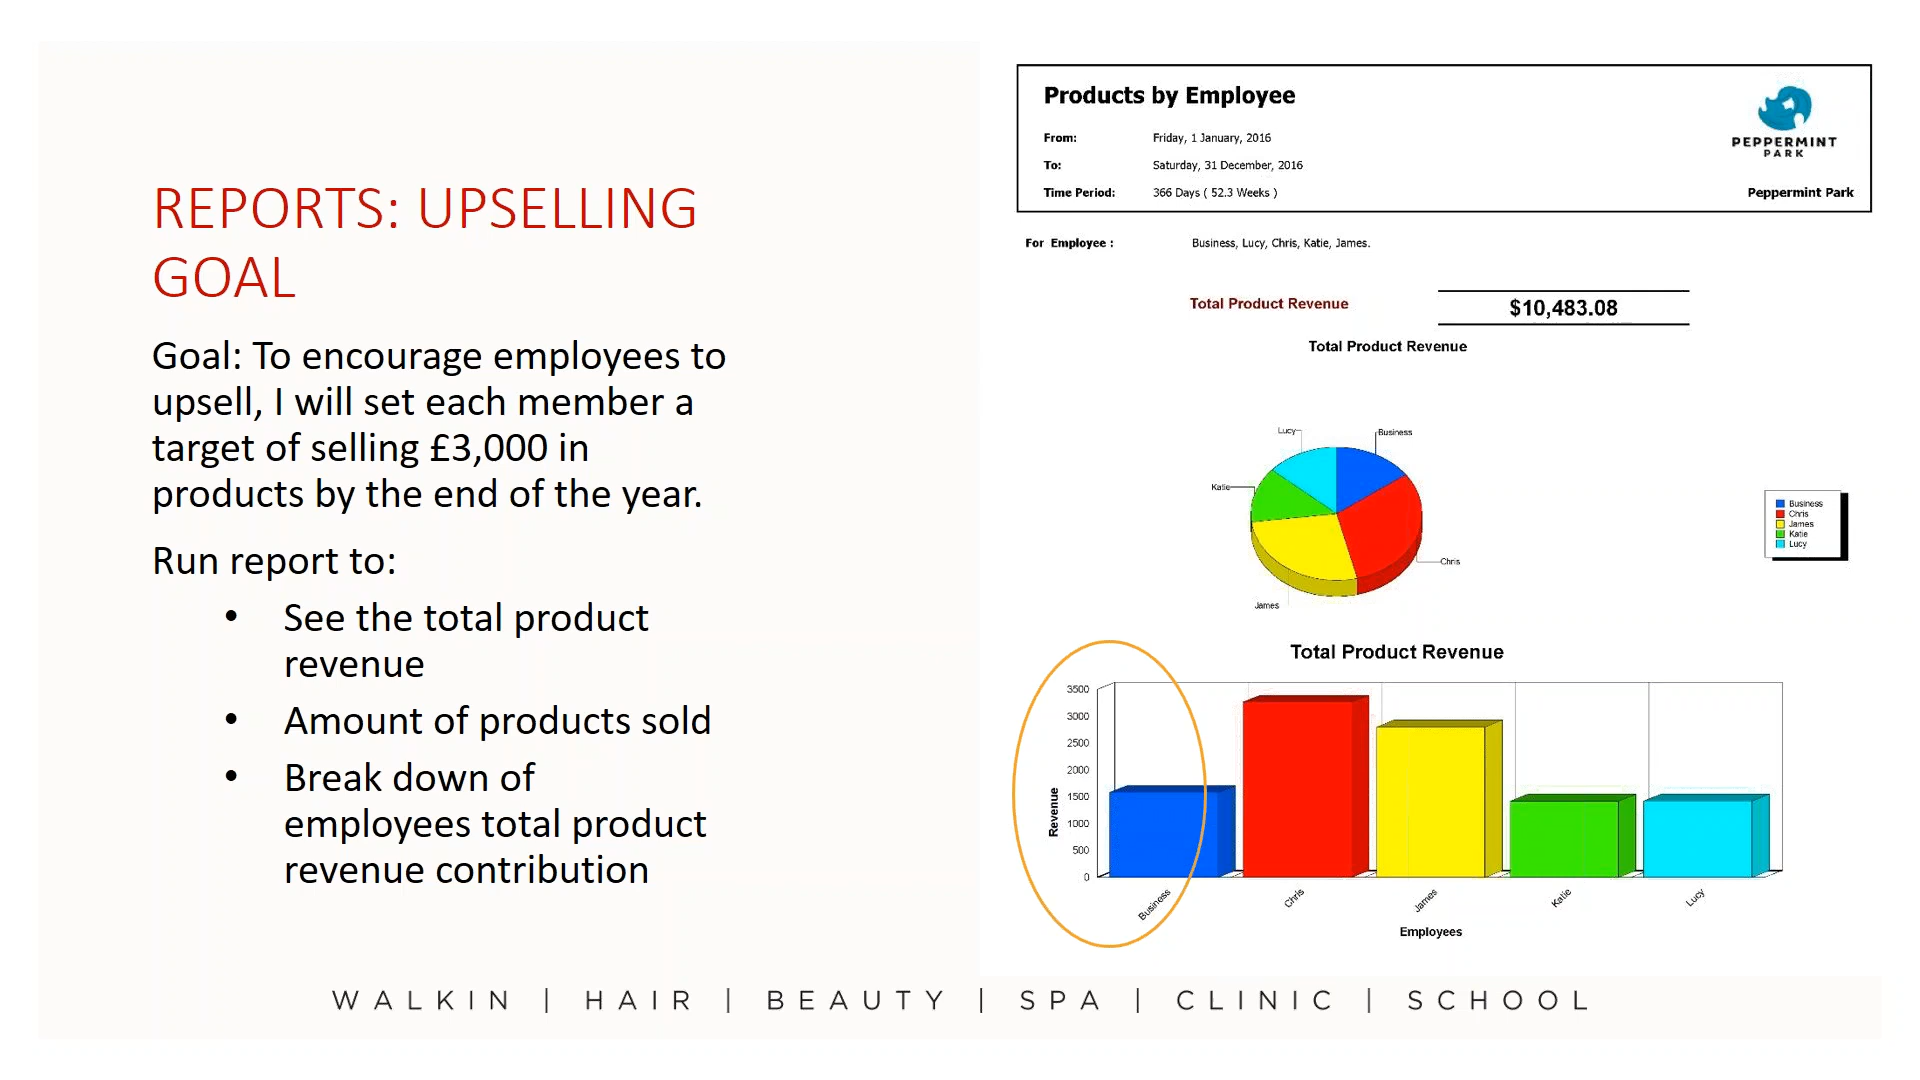 REPORTS: UPSELLING
GOAL
Goal: To encourage employees to
upsell, I will set each member a
target of selling £3,000 in
products by the end of the year.
Run report to:
• See the total product
revenue
• Amount of products sold
• Break down of
employees total product
revenue contribution
Products by Employee
From: Friday, 1 January, 2016
To: Saturday, 31 December, 2016
Time Period: 366 Days ( 52.3 Weeks )
PEPPERMINT
PARK
Peppermint Park
For Employee : Business, Lucy, Chris, Katie, James.
Total Product Revenue $10,483.08
Total Product Revenue
Lucy
Business
Katie
Chris
James
Business
Chris
James
Katie
Lucy
Total Product Revenue
3500
3000
2500
2000
1500
1000
500
0
Revenue
Business
Chris
James
Katie
Lucy
Employees
WALKIN | HAIR | BEAUTY | SPA | CLINIC | SCHOOL